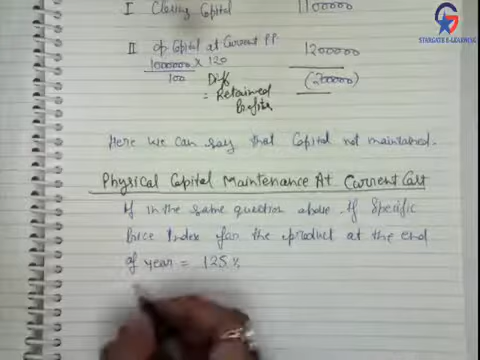 I Closing Capital 1100000
II Op Capital at Current P.P.
1000000 x 120 1200000
100 Diff (200000)
= Retained
Profits
Here we can say that Capital not maintained.
Physical Capital Maintenance At Current Cost
If in the same question above. If Specific
Price Index for the product at the end
of year = 125%
STARGATE E-LEARNING